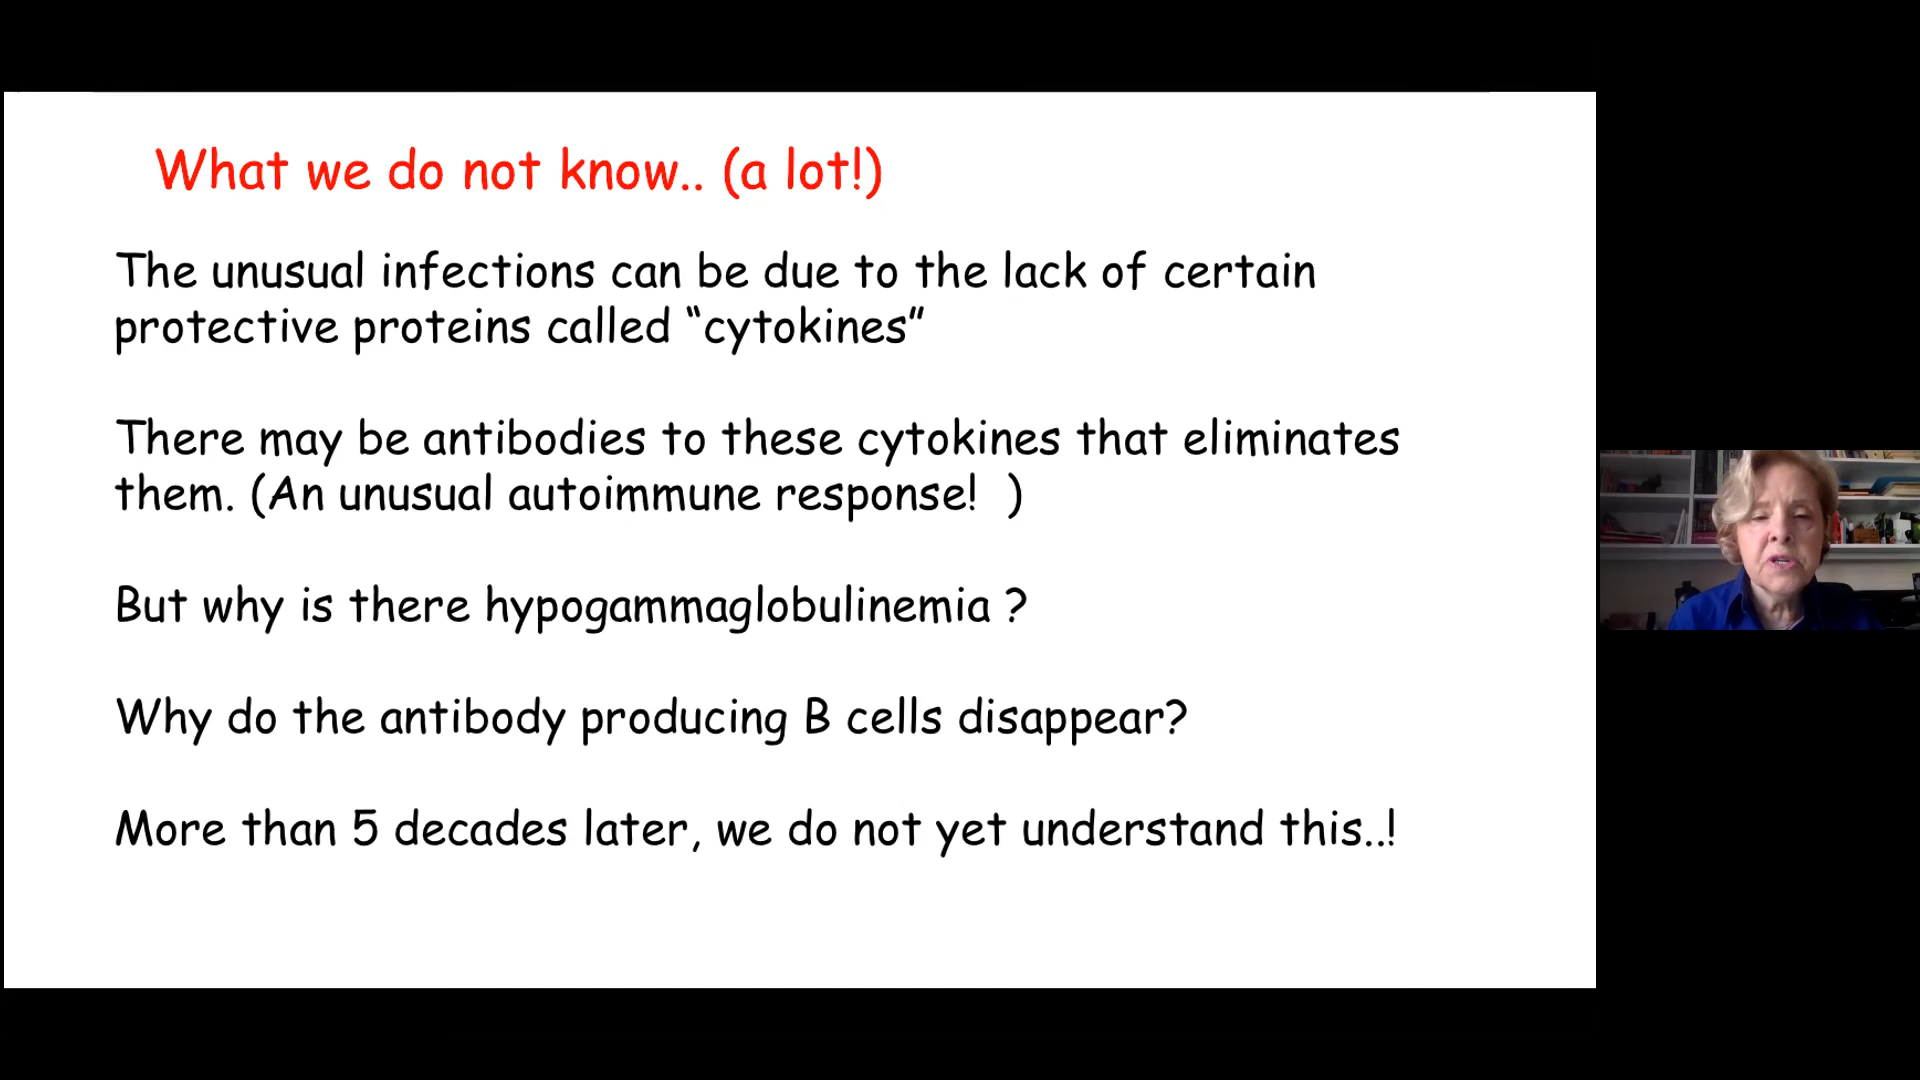 What we do not know.. (a lot!)
The unusual infections can be due to the lack of certain
protective proteins called “cytokines”
There may be antibodies to these cytokines that eliminates
them. (An unusual autoimmune response!  )
But why is there hypogammaglobulinemia ?
Why do the antibody producing B cells disappear?
More than 5 decades later, we do not yet understand this..!